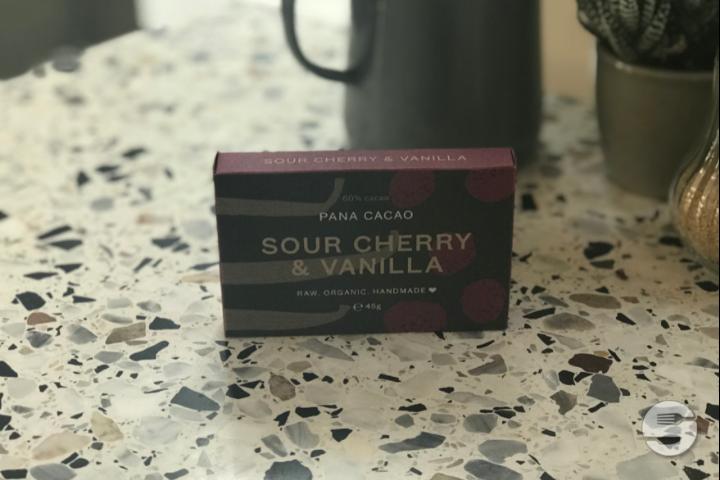 SOUR CHERRY & VANILLA
60% cacao
PANA CACAO
SOUR CHERRY
& VANILLA
RAW. ORGANIC. HANDMADE ♥
℮ 45g